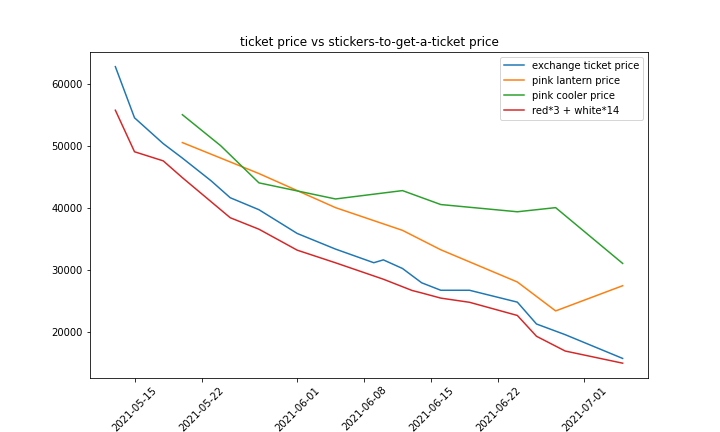 ticket price vs stickers-to-get-a-ticket price
exchange ticket price
pink lantern price
pink cooler price
red*3 + white*14
60000
50000
40000
30000
20000
2021-05-15
2021-05-22
2021-06-01
2021-06-08
2021-06-15
2021-06-22
2021-07-01